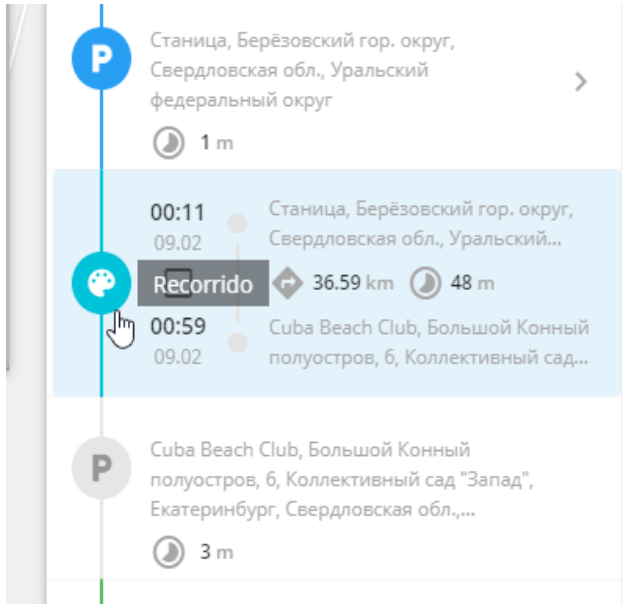 P
Станица, Берёзовский гор. округ,
Свердловская обл., Уральский
федеральный округ
1 m
00:11
09.02
Станица, Берёзовский гор. округ,
Свердловская обл., Уральский...
Recorrido
36.59 km
48 m
00:59
09.02
Cuba Beach Club, Большой Конный
полуостров, 6, Коллективный сад...
P
Cuba Beach Club, Большой Конный
полуостров, 6, Коллективный сад "Запад",
Екатеринбург, Свердловская обл.,...
3 m